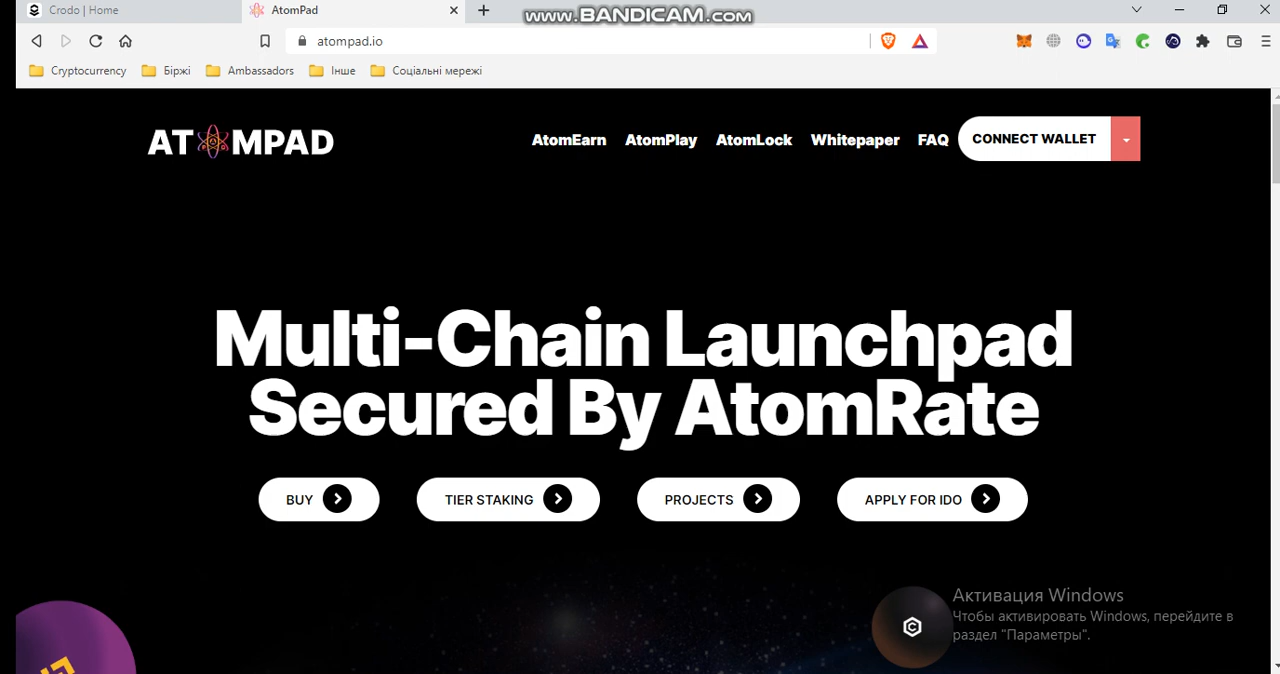 Crodo | Home
AtomPad
www.BANDICAM.com
atompad.io
Cryptocurrency
Біржі
Ambassadors
Інше
Соціальні мережі
ATOMPAD
AtomEarn
AtomPlay
AtomLock
Whitepaper
FAQ
CONNECT WALLET
Multi-Chain Launchpad
Secured By AtomRate
BUY
TIER STAKING
PROJECTS
APPLY FOR IDO
Активация Windows
Чтобы активировать Windows, перейдите в
раздел "Параметры".